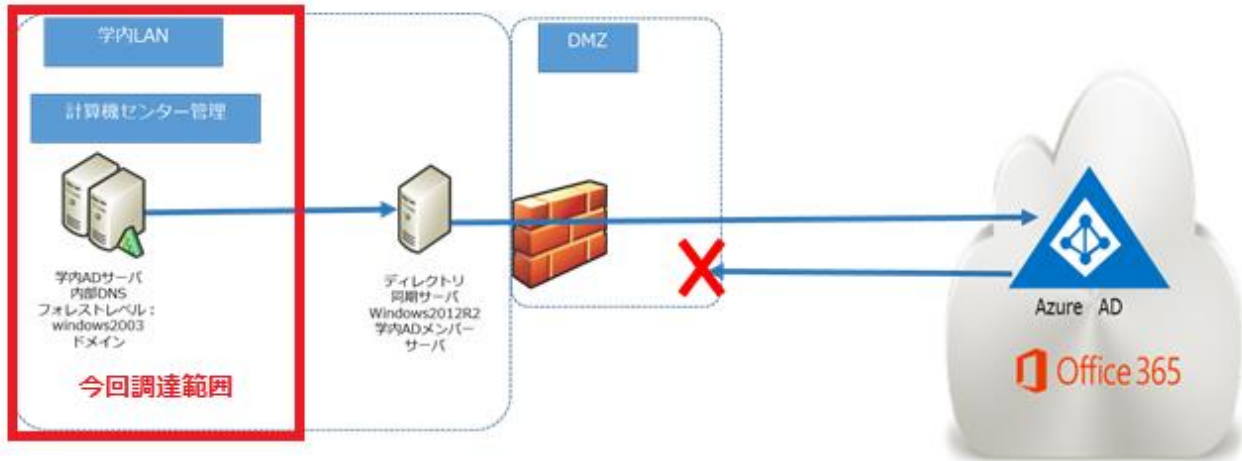 学内LAN
計算機センター管理
学内ADサーバ
内部DNS
フォレストレベル：
windows2003
ドメイン
今回調達範囲
ディレクトリ
同期サーバ
Windows2012R2
学内ADメンバー
サーバ
DMZ
Azure AD
Office 365